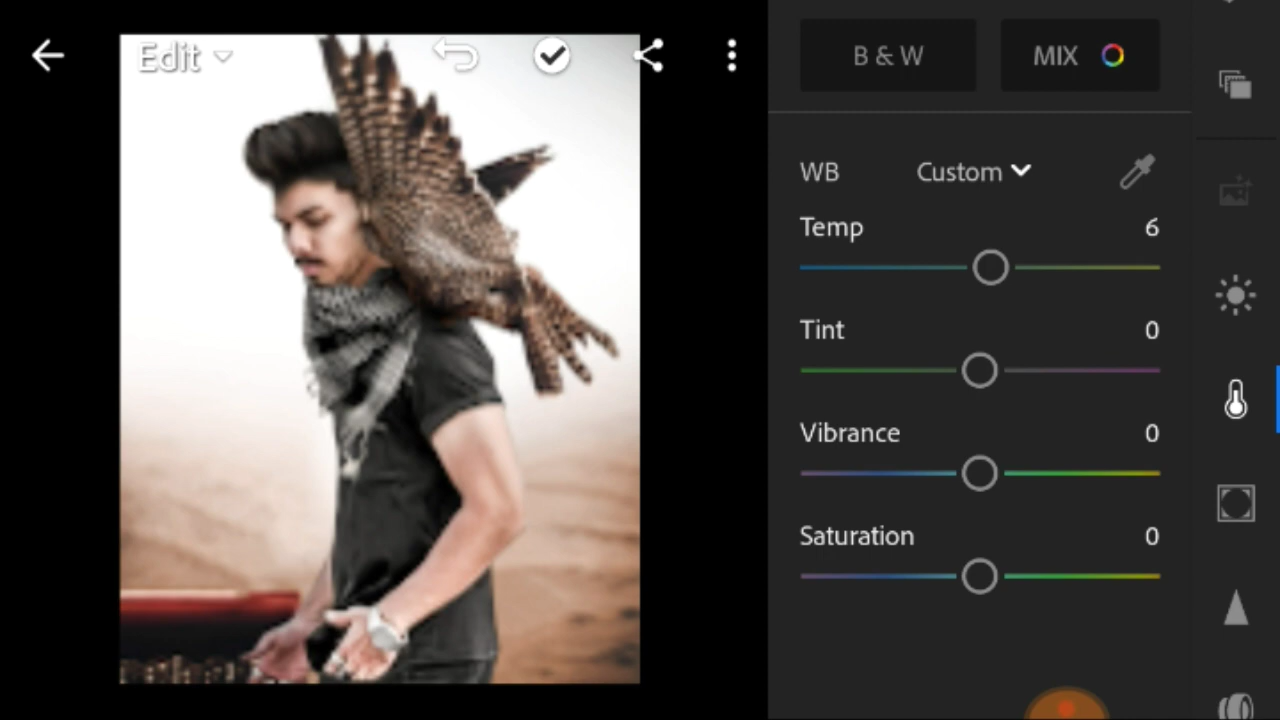 Edit
B & W MIX
WB Custom
Temp 6
Tint 0
Vibrance 0
Saturation 0